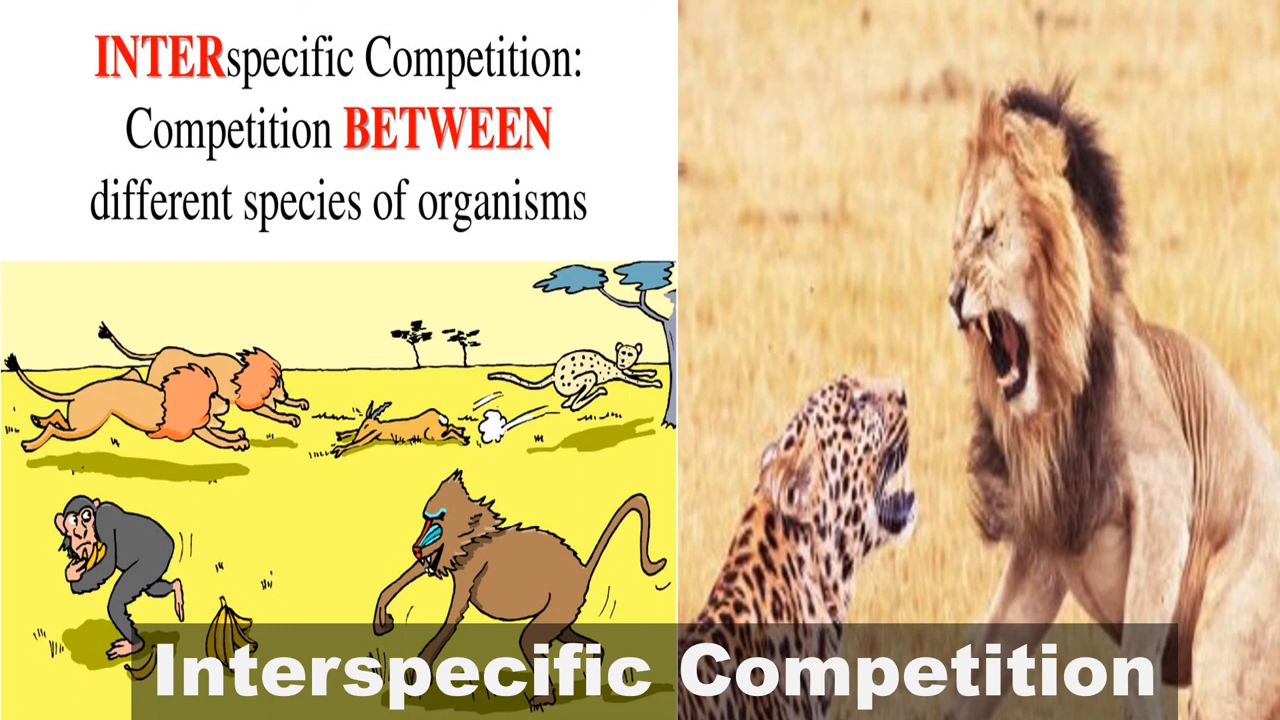 INTERspecific Competition:
Competition BETWEEN
different species of organisms
Interspecific Competition